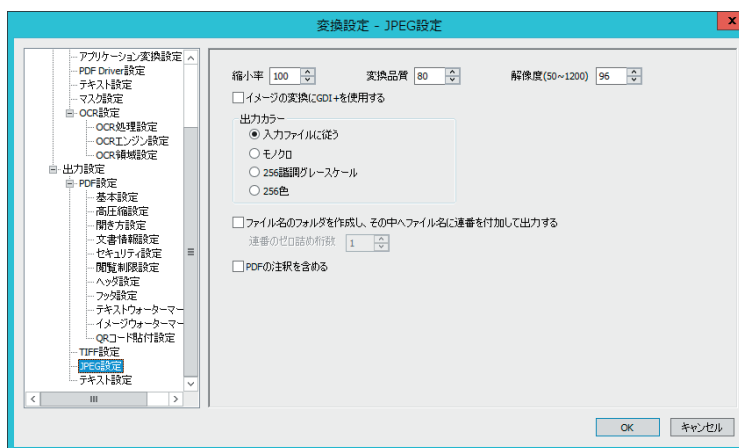 変換設定 - JPEG設定
x
アプリケーション変換設定
PDF Driver設定
テキスト設定
マスク設定
OCR設定
OCR処理設定
OCRエンジン設定
OCR領域設定
出力設定
PDF設定
基本設定
高圧縮設定
開き方設定
文書情報設定
セキュリティ設定
閲覧制限設定
ヘッダ設定
フッタ設定
テキストウォーターマー
イメージウォーターマー
QRコード貼付設定
TIFF設定
JPEG設定
テキスト設定
縮小率 100 変換品質 80 解像度(50~1200) 96
イメージの変換にGDI+を使用する
出力カラー
入力ファイルに従う
モノクロ
256諧調グレースケール
256色
ファイル名のフォルダを作成し、その中へファイル名に連番を付加して出力する
連番のゼロ詰め桁数 1
PDFの注釈を含める
OK キャンセル